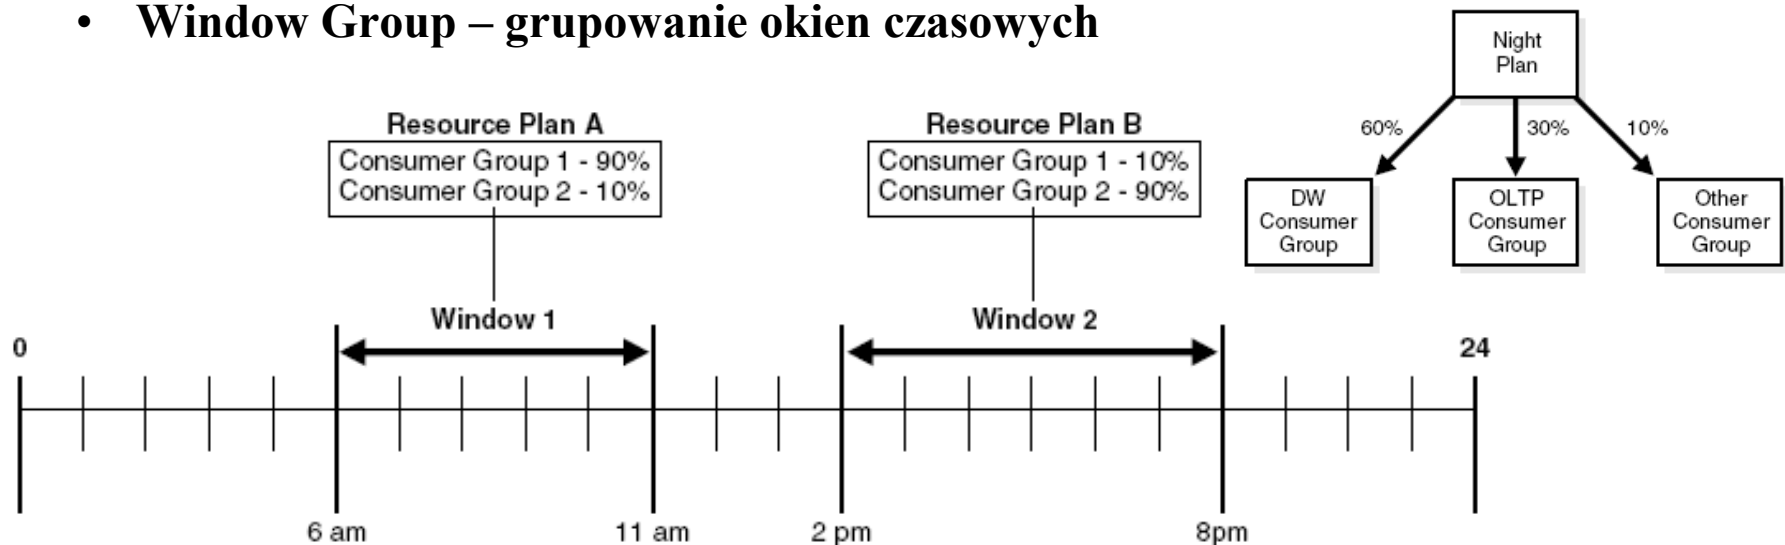 • Window Group – grupowanie okien czasowych
Night
Plan
60%
30%
10%
DW
Consumer
Group
OLTP
Consumer
Group
Other
Consumer
Group
Resource Plan A
Consumer Group 1 - 90%
Consumer Group 2 - 10%
Resource Plan B
Consumer Group 1 - 10%
Consumer Group 2 - 90%
Window 1
Window 2
0
24
6 am
11 am
2 pm
8pm